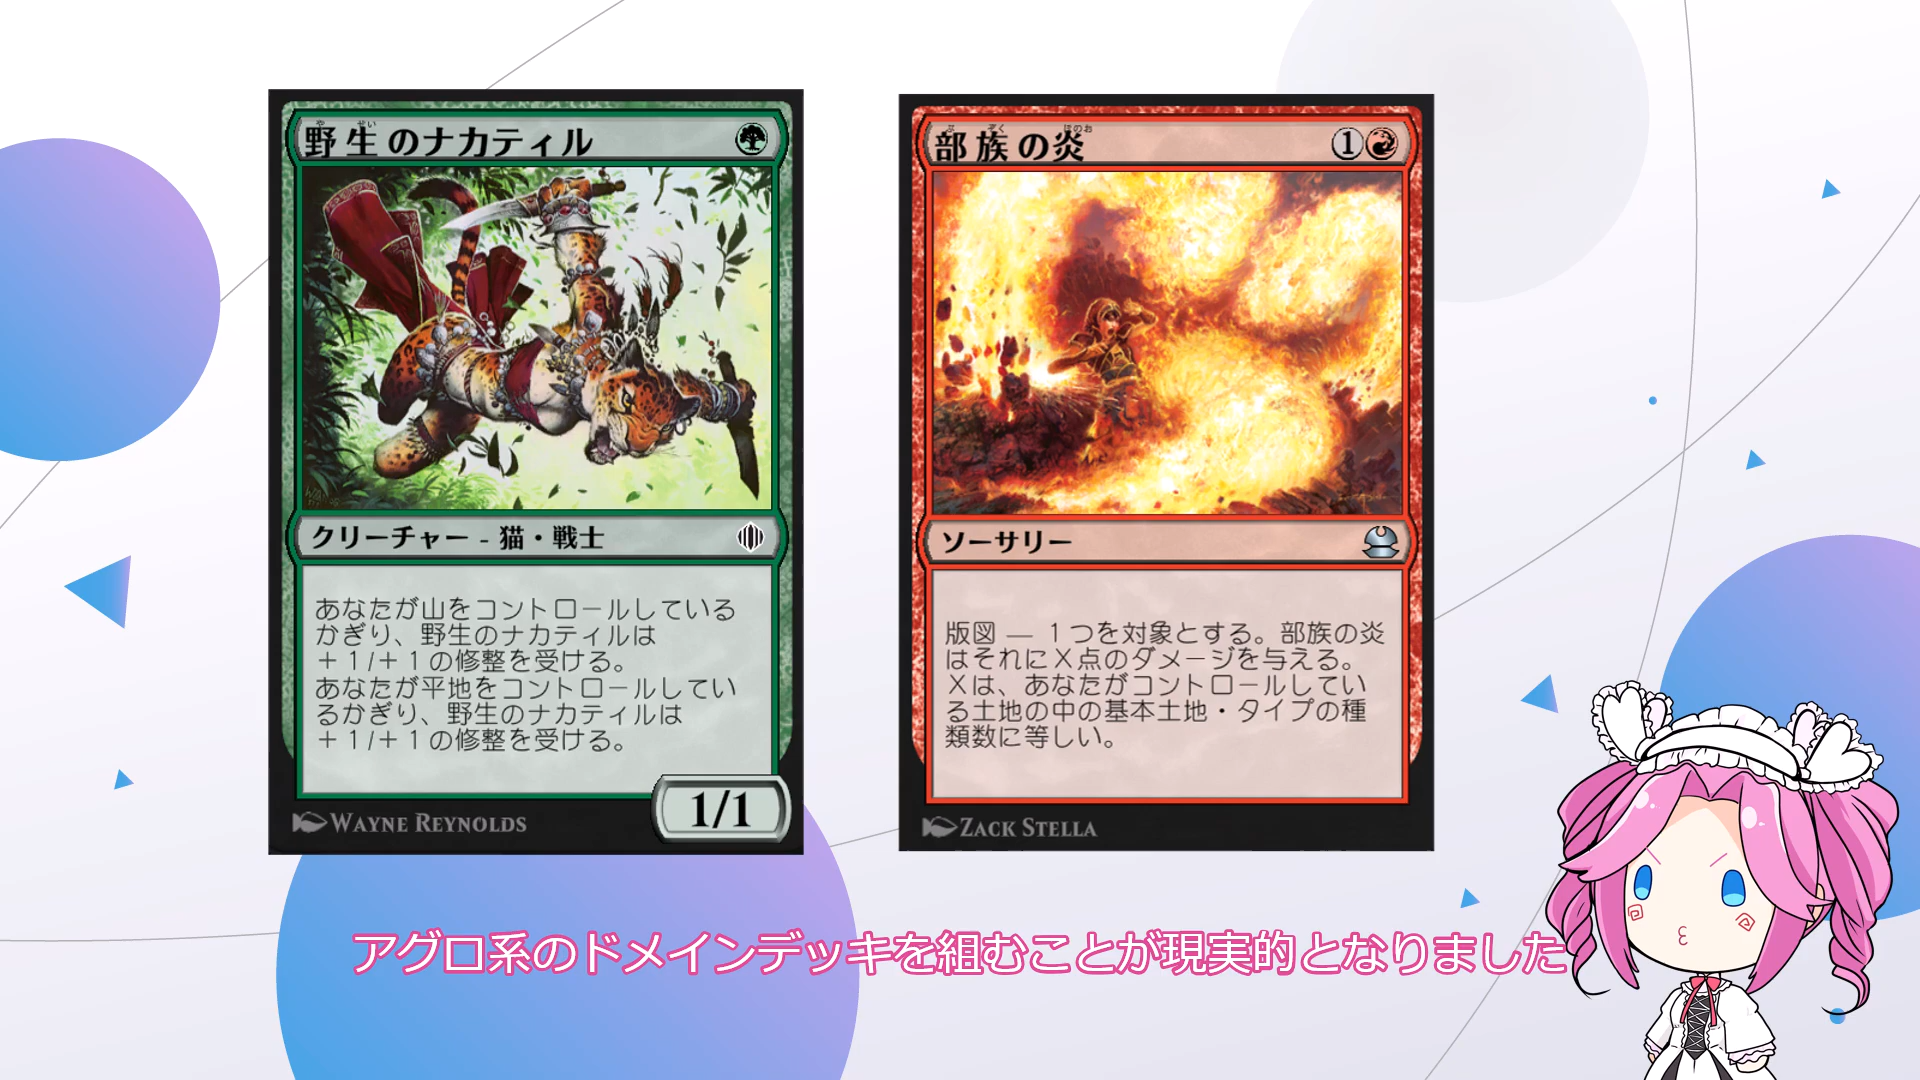 野生のナカティル
クリーチャー - 猫・戦士
あなたが山をコントロールしている
かぎり、野生のナカティルは
＋１/＋１の修整を受ける。
あなたが平地をコントロールしてい
るかぎり、野生のナカティルは
＋１/＋１の修整を受ける。
1/1
WAYNE REYNOLDS
部族の炎
1
ソーサリー
版図 ― １つを対象とする。部族の炎
はそれにＸ点のダメージを与える。
Ｘは、あなたがコントロールしてい
る土地の中の基本土地・タイプの種
類数に等しい。
ZACK STELLA
アグロ系のドメインデッキを組むことが現実的となりました